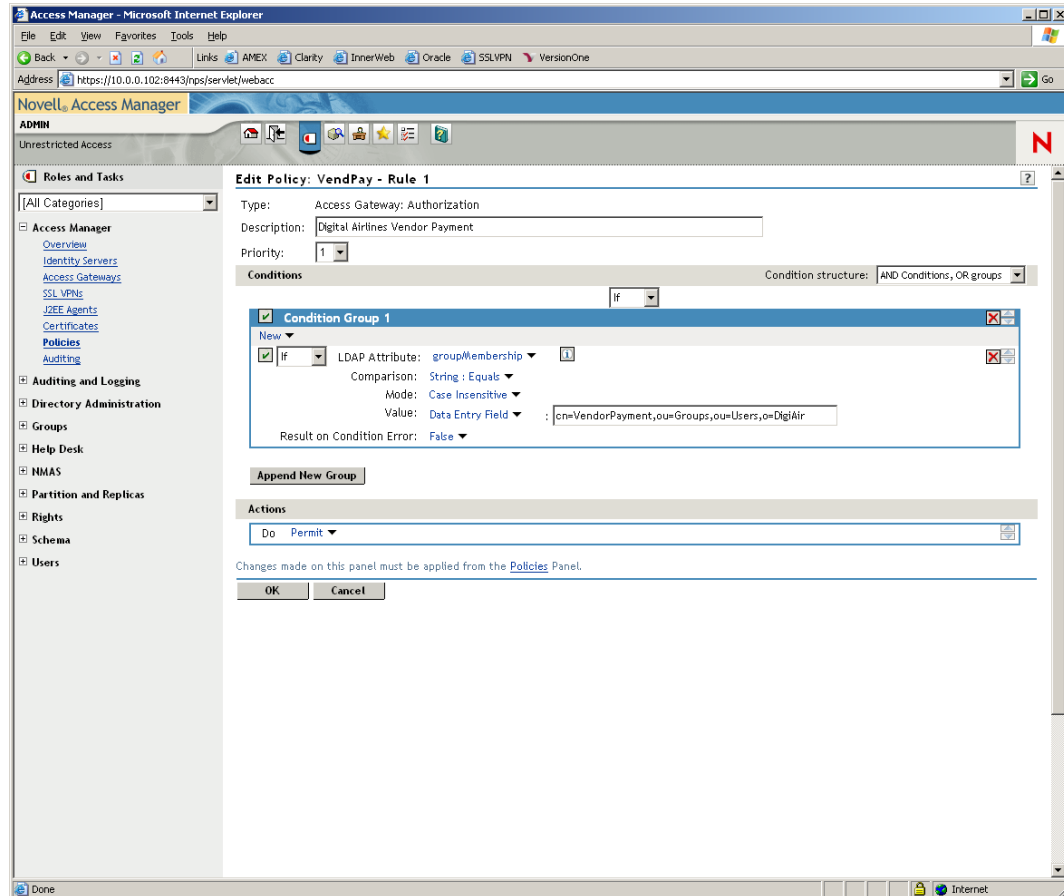 Access Manager - Microsoft Internet Explorer
File Edit View Favorites Tools Help
Back Links AMEX Clarity InnerWeb Oracle SSLVPN VersionOne
Address https://10.0.0.102:8443/nps/servlet/webacc Go
Novell® Access Manager
ADMIN
Unrestricted Access
N
Roles and Tasks
[All Categories]
Access Manager
Overview
Identity Servers
Access Gateways
SSL VPNs
J2EE Agents
Certificates
Policies
Auditing
Auditing and Logging
Directory Administration
Groups
Help Desk
NMAS
Partition and Replicas
Rights
Schema
Users
Edit Policy: VendPay - Rule 1 ?
Type: Access Gateway: Authorization
Description: Digital Airlines Vendor Payment
Priority: 1
Conditions Condition structure: AND Conditions, OR groups
If
Condition Group 1
New
If LDAP Attribute: groupMembership
Comparison: String : Equals
Mode: Case Insensitive
Value: Data Entry Field : cn=VendorPayment,ou=Groups,ou=Users,o=DigiAir
Result on Condition Error: False
Append New Group
Actions
Do Permit
Changes made on this panel must be applied from the Policies Panel.
OK Cancel
Done Internet